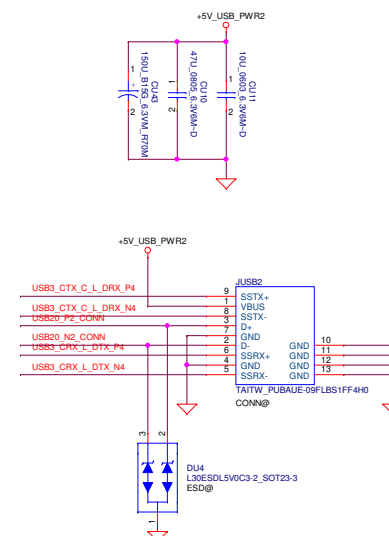 +5V_USB_PWR2
1
2
CU43
150U_B15G_6.3VM_R70M
1
2
CU10
47U_0805_6.3V6M~D
1
2
CU11
10U_0603_6.3V6M~D
+5V_USB_PWR2
JUSB2
USB3_CTX_C_L_DRX_P4 9 SSTX+
1 VBUS
USB3_CTX_C_L_DRX_N4 8 SSTX-
USB20_P2_CONN 3 D+
7 GND
USB20_N2_CONN 2 D- GND 10
USB3_CRX_L_DTX_P4 6 SSRX+ GND 11
4 GND GND 12
USB3_CRX_L_DTX_N4 5 SSRX- GND 13
TAITW_PUBAUE-09FLBS1FF4H0
CONN@
3
2
DU4
L30ESDL5V0C3-2_SOT23-3
ESD@
1